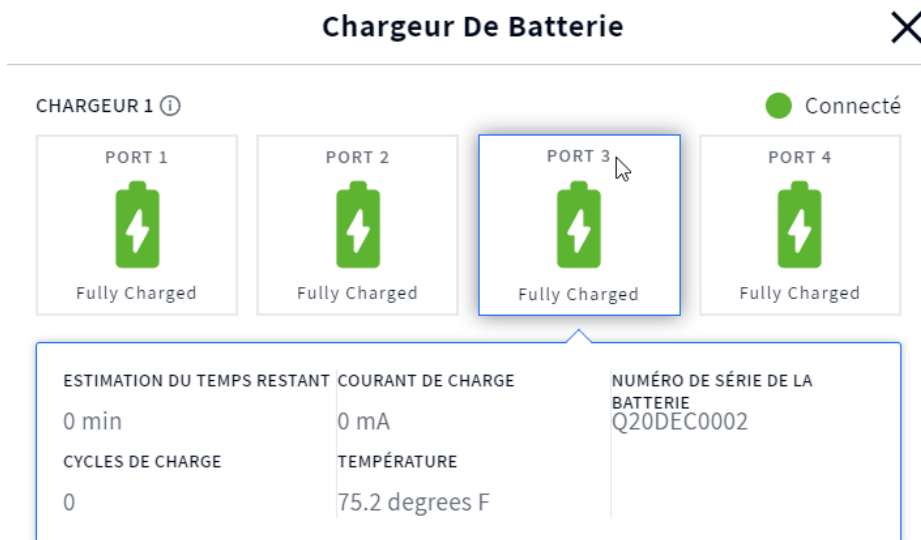 Chargeur De Batterie
CHARGEUR 1
Connecté
PORT 1
PORT 2
PORT 3
PORT 4
Fully Charged
Fully Charged
Fully Charged
Fully Charged
ESTIMATION DU TEMPS RESTANT
0 min
COURANT DE CHARGE
0 mA
NUMÉRO DE SÉRIE DE LA
BATTERIE
Q20DEC0002
CYCLES DE CHARGE
0
TEMPÉRATURE
75.2 degrees F